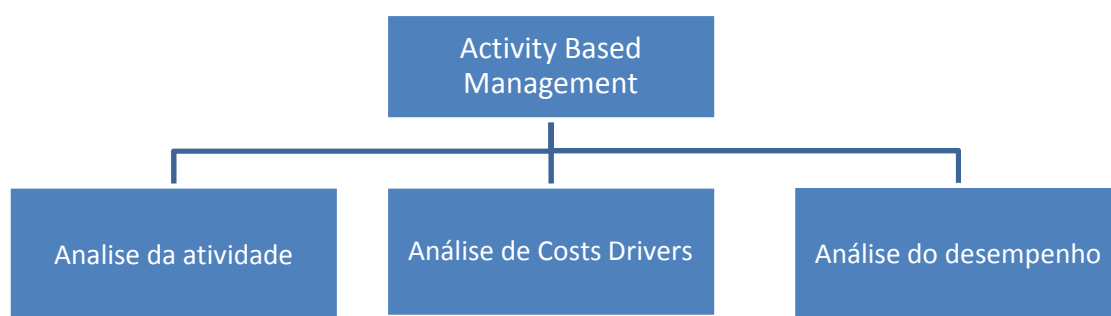 Activity Based
Management
Analise da atividade
Análise de Costs Drivers
Análise do desempenho